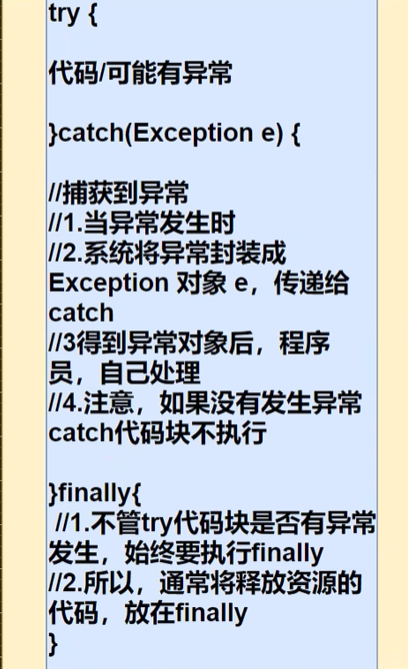 try {
代码/可能有异常
}catch(Exception e) {
//捕获到异常
//1.当异常发生时
//2.系统将异常封装成
Exception 对象 e，传递给
catch
//3得到异常对象后，程序
员，自己处理
//4.注意，如果没有发生异常
catch代码块不执行
}finally{
//1.不管try代码块是否有异常
发生，始终要执行finally
//2.所以，通常将释放资源的
代码，放在finally
}